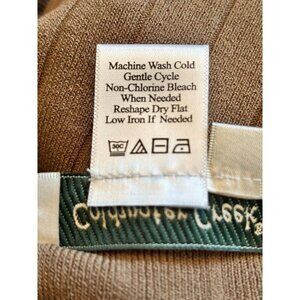 Machine Wash Cold
Gentle Cycle
Non-Chlorine Bleach
When Needed
Reshape Dry Flat
Low Iron If Needed
30C
Coldwater Creek®